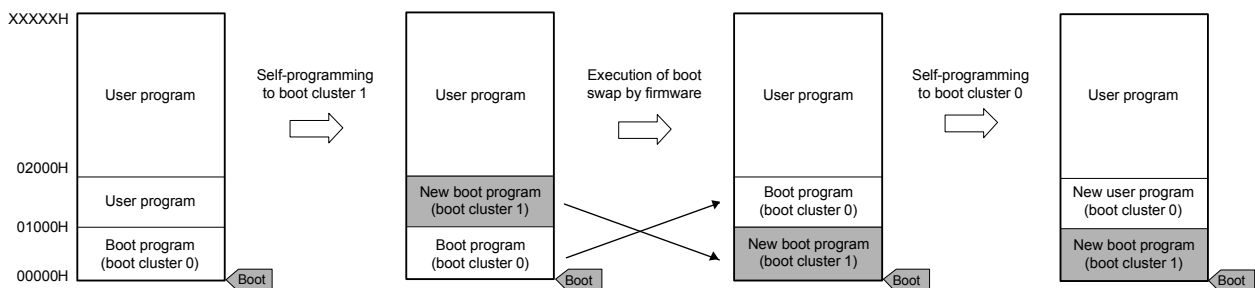 XXXXXH
User program
02000H
User program
01000H
Boot program
(boot cluster 0)
00000H
Boot
Self-programming
to boot cluster 1
User program
New boot program
(boot cluster 1)
Boot program
(boot cluster 0)
Boot
Execution of boot
swap by firmware
User program
Boot program
(boot cluster 0)
New boot program
(boot cluster 1)
Boot
Self-programming
to boot cluster 0
User program
New user program
(boot cluster 0)
New boot program
(boot cluster 1)
Boot